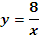 y = 8/x